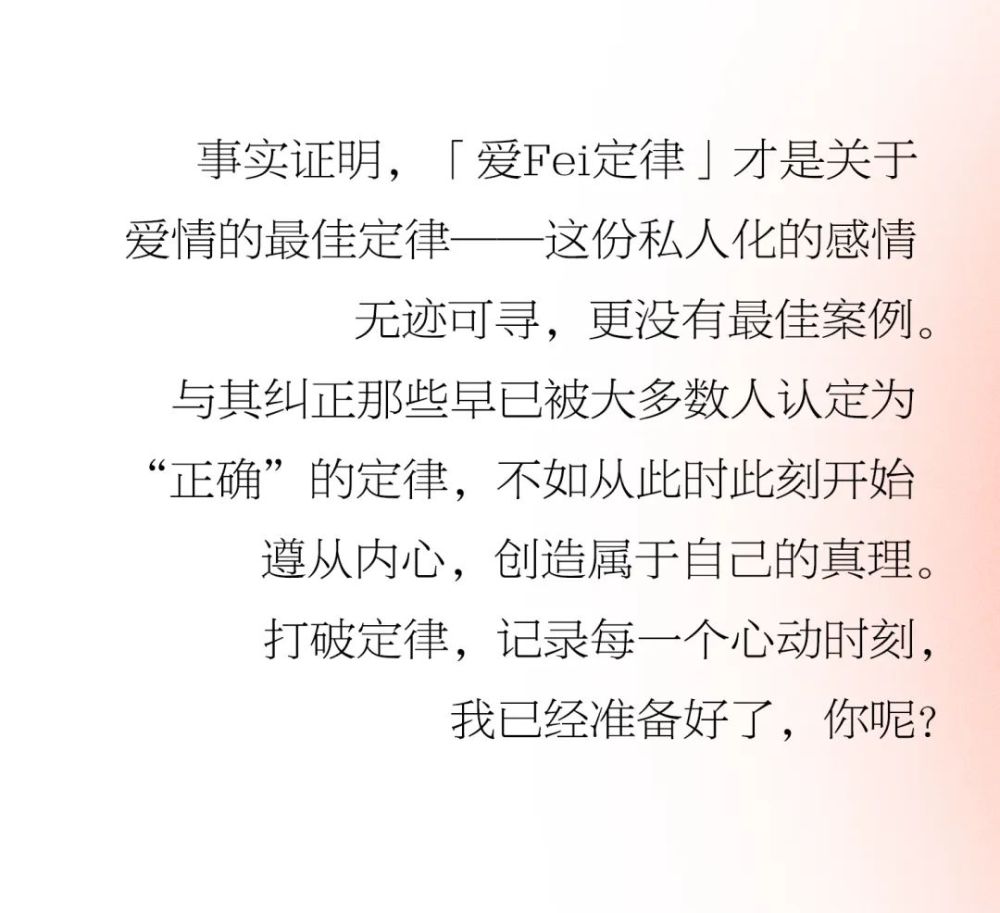 事实证明，「爱Fei定律」才是关于
爱情的最佳定律——这份私人化的感情
无迹可寻，更没有最佳案例。
与其纠正那些早已被大多数人认定为
“正确”的定律，不如从此时此刻开始
遵从内心，创造属于自己的真理。
打破定律，记录每一个心动时刻，
我已经准备好了，你呢？